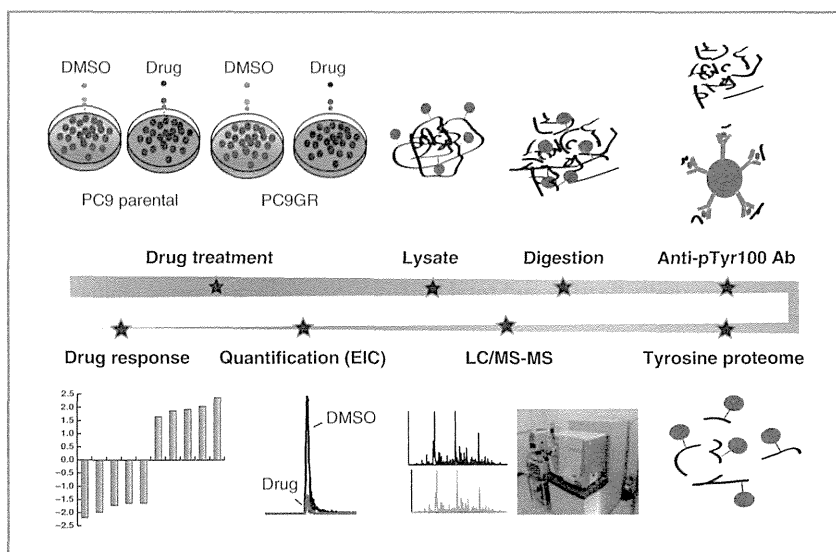 DMSO Drug DMSO Drug
PC9 parental PC9GR
Drug treatment Lysate Digestion Anti-pTyr100 Ab
Drug response Quantification (EIC) LC/MS-MS Tyrosine proteome
2.5
2.0
1.5
1.0
0.5
0.0
−0.5
−1.0
−1.5
−2.0
−2.5
DMSO
Drug